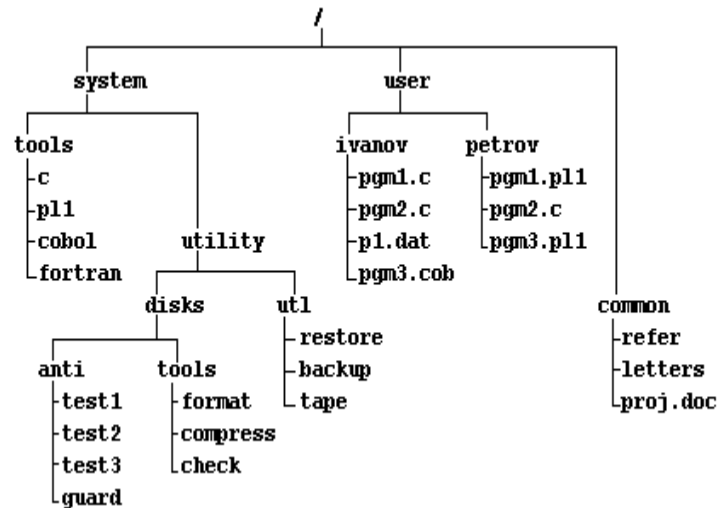 /
system user
tools ivanov petrov
c pgm1.c pgm1.pl1
pl1 pgm2.c pgm2.c
cobol utility p1.dat pgm3.pl1
fortran pgm3.cob
disks utl common
restore refer
anti tools backup letters
test1 format tape proj.doc
test2 compress
test3 check
guard